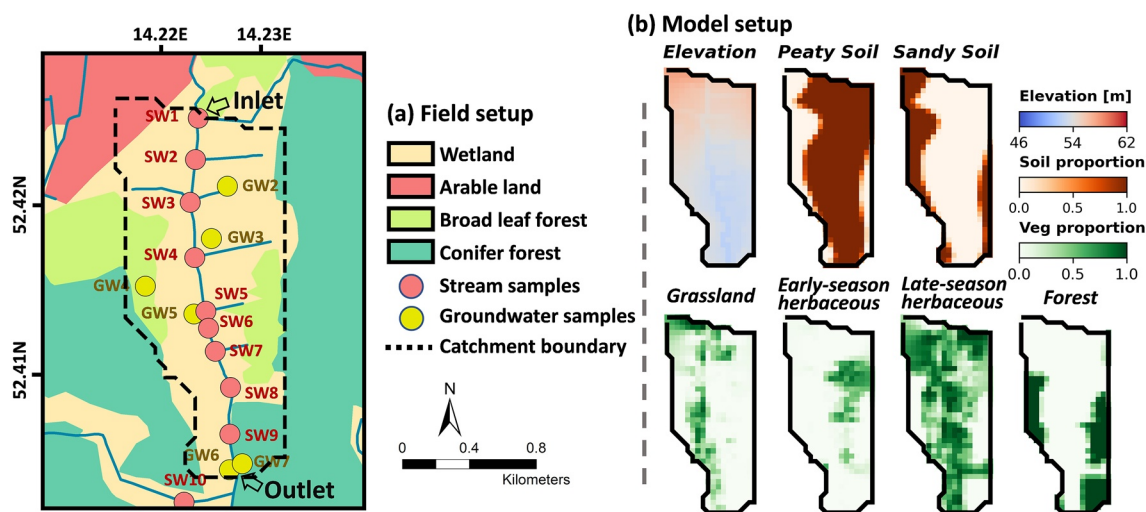 14.22E 14.23E
52.42N
52.41N
Inlet
SW1
SW2
GW2
SW3
GW3
SW4
GW4
SW5
GW5
SW6
SW7
SW8
SW9
GW6
GW7
SW10
Outlet
(a) Field setup
Wetland
Arable land
Broad leaf forest
Conifer forest
Stream samples
Groundwater samples
Catchment boundary
N
0 0.4 0.8
Kilometers
(b) Model setup
Elevation Peaty Soil Sandy Soil
Elevation [m]
46 54 62
Soil proportion
0.0 0.5 1.0
Veg proportion
0.0 0.5 1.0
Grassland
Early-season
herbaceous
Late-season
herbaceous
Forest